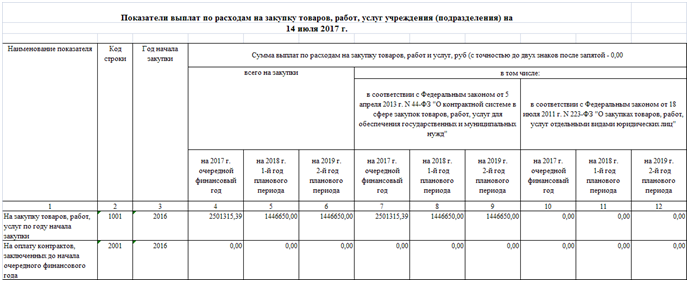 Показатели выплат по расходам на закупку товаров, работ, услуг учреждения (подразделения) на
14 июля 2017 г.
Наименование показателя
Код
строки
Год начала
закупки
Сумма выплат по расходам на закупку товаров, работ и услуг, руб (с точностью до двух знаков после запятой - 0,00
всего на закупки
в том числе:
в соответствии с Федеральным законом от 5
апреля 2013 г. N 44-ФЗ "О контрактной системе в
сфере закупок товаров, работ, услуг для
обеспечения государственных и муниципальных
нужд"
в соответствии с Федеральным законом от 18
июля 2011 г. N 223-ФЗ "О закупках товаров, работ,
услуг отдельными видами юридических лиц"
на 2017 г.
очередной
финансовый
год
на 2018 г.
1-й год
планового
периода
на 2019 г.
2-й год
планового
периода
на 2017 г.
очередной
финансовый
год
на 2018 г.
1-й год
планового
периода
на 2019 г.
2-й год
планового
периода
на 2017 г.
очередной
финансовый
год
на 2018 г.
1-й год
планового
периода
на 2019 г.
2-й год
планового
периода
1 2 3 4 5 6 7 8 9 10 11 12
На закупку товаров, работ,
услуг по году начала
закупки
1001 2016 2501315,39 1446650,00 1446650,00 2501315,39 1446650,00 1446650,00 0,00 0,00 0,00
На оплату контрактов,
заключенных до начала
очередного финансового
года
2001 2016 0,00 0,00 0,00 0,00 0,00 0,00 0,00 0,00 0,00